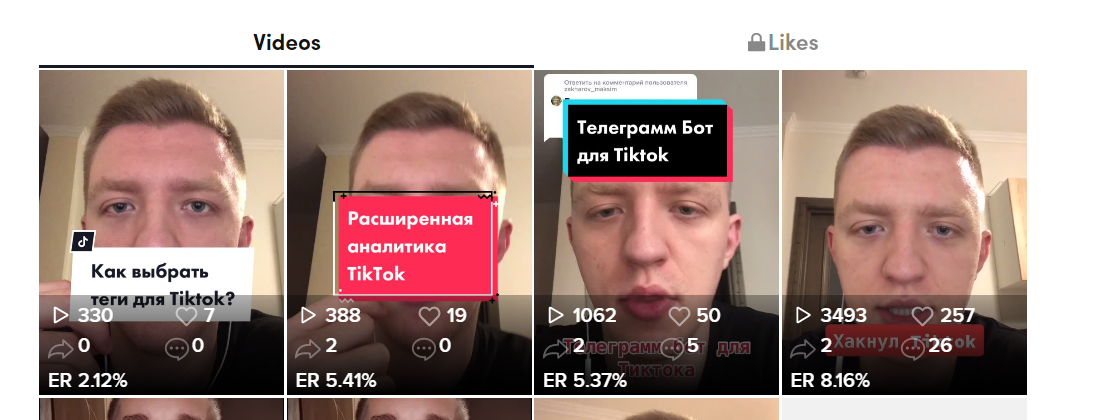 Videos
Likes
Как выбрать
теги для Tiktok?
330
7
0
0
ER 2.12%
Расширенная
аналитика
TikTok
388
19
2
0
ER 5.41%
Ответить на комментарий пользователя
zakharov_maksim
Телеграмм Бот
для Tiktok
1062
50
2
5
Телеграмм бот для
Тиктока
ER 5.37%
3493
257
2
26
Хакнул Tiktok
ER 8.16%